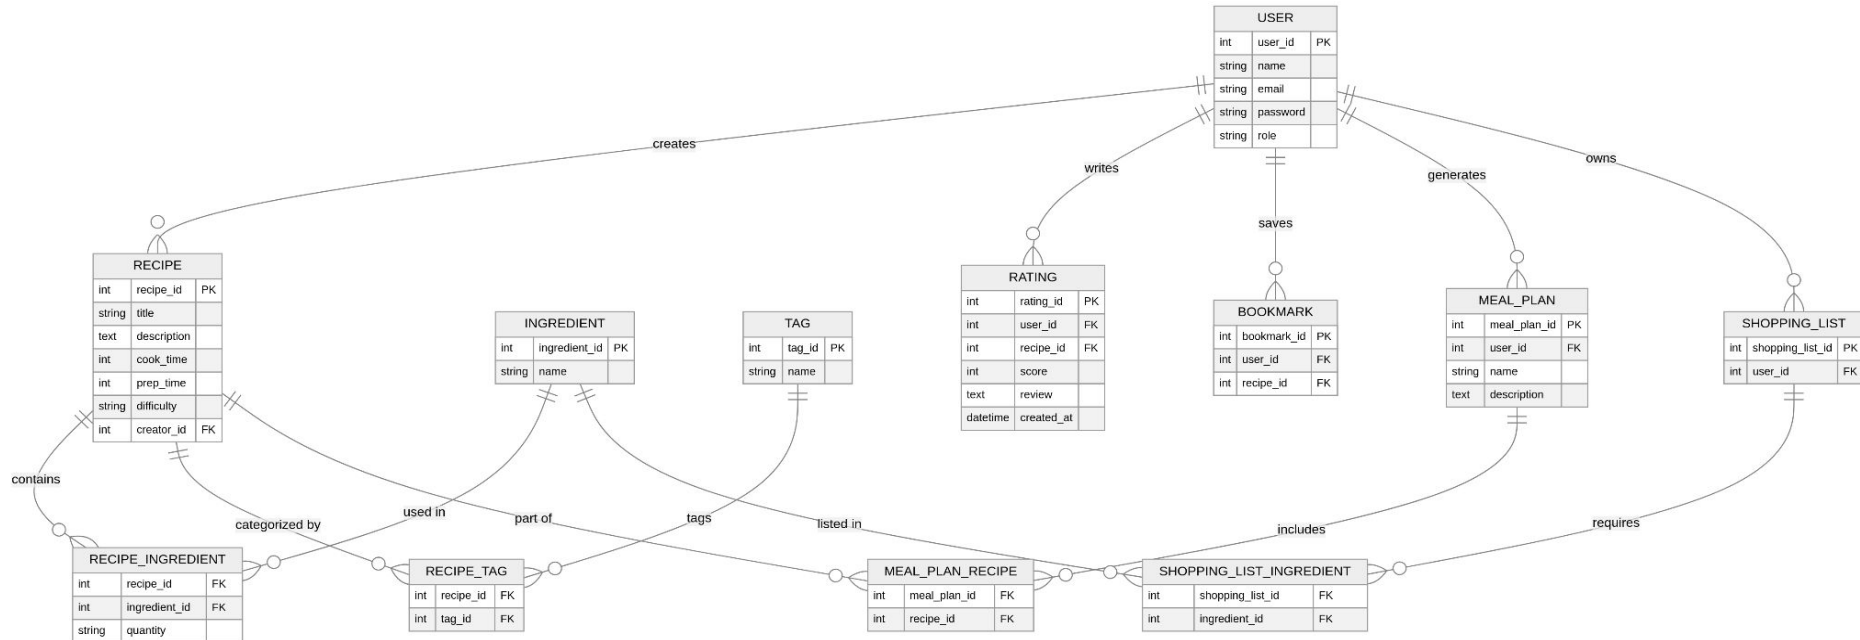 USER
int user_id PK
string name
string email
string password
string role
creates
writes
saves
generates
owns
RECIPE
int recipe_id PK
string title
text description
int cook_time
int prep_time
string difficulty
int creator_id FK
INGREDIENT
int ingredient_id PK
string name
TAG
int tag_id PK
string name
RATING
int rating_id PK
int user_id FK
int recipe_id FK
int score
text review
datetime created_at
BOOKMARK
int bookmark_id PK
int user_id FK
int recipe_id FK
MEAL_PLAN
int meal_plan_id PK
int user_id FK
string name
text description
SHOPPING_LIST
int shopping_list_id PK
int user_id FK
contains
categorized by
used in
part of
tags
listed in
includes
requires
RECIPE_INGREDIENT
int recipe_id FK
int ingredient_id FK
string quantity
RECIPE_TAG
int recipe_id FK
int tag_id FK
MEAL_PLAN_RECIPE
int meal_plan_id FK
int recipe_id FK
SHOPPING_LIST_INGREDIENT
int shopping_list_id FK
int ingredient_id FK